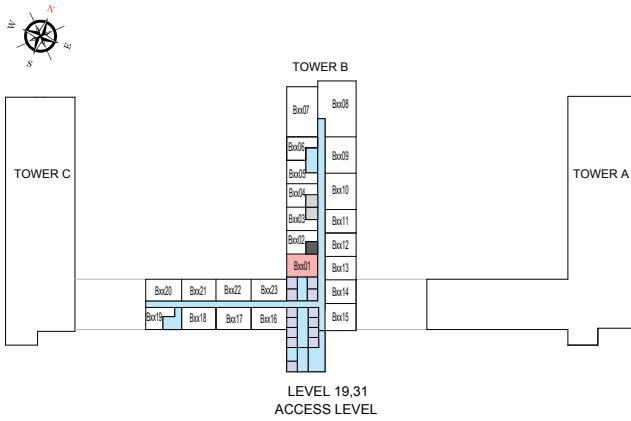 N
W
E
S
TOWER B
Bxx07
Bxx08
Bxx06
Bxx09
Bxx05
TOWER C
TOWER A
Bxx04
Bxx10
Bxx03
Bxx11
Bxx02
Bxx12
Bxx01
Bxx13
Bxx20
Bxx21
Bxx22
Bxx23
Bxx14
Bxx19
Bxx18
Bxx17
Bxx16
Bxx15
LEVEL 19,31
ACCESS LEVEL